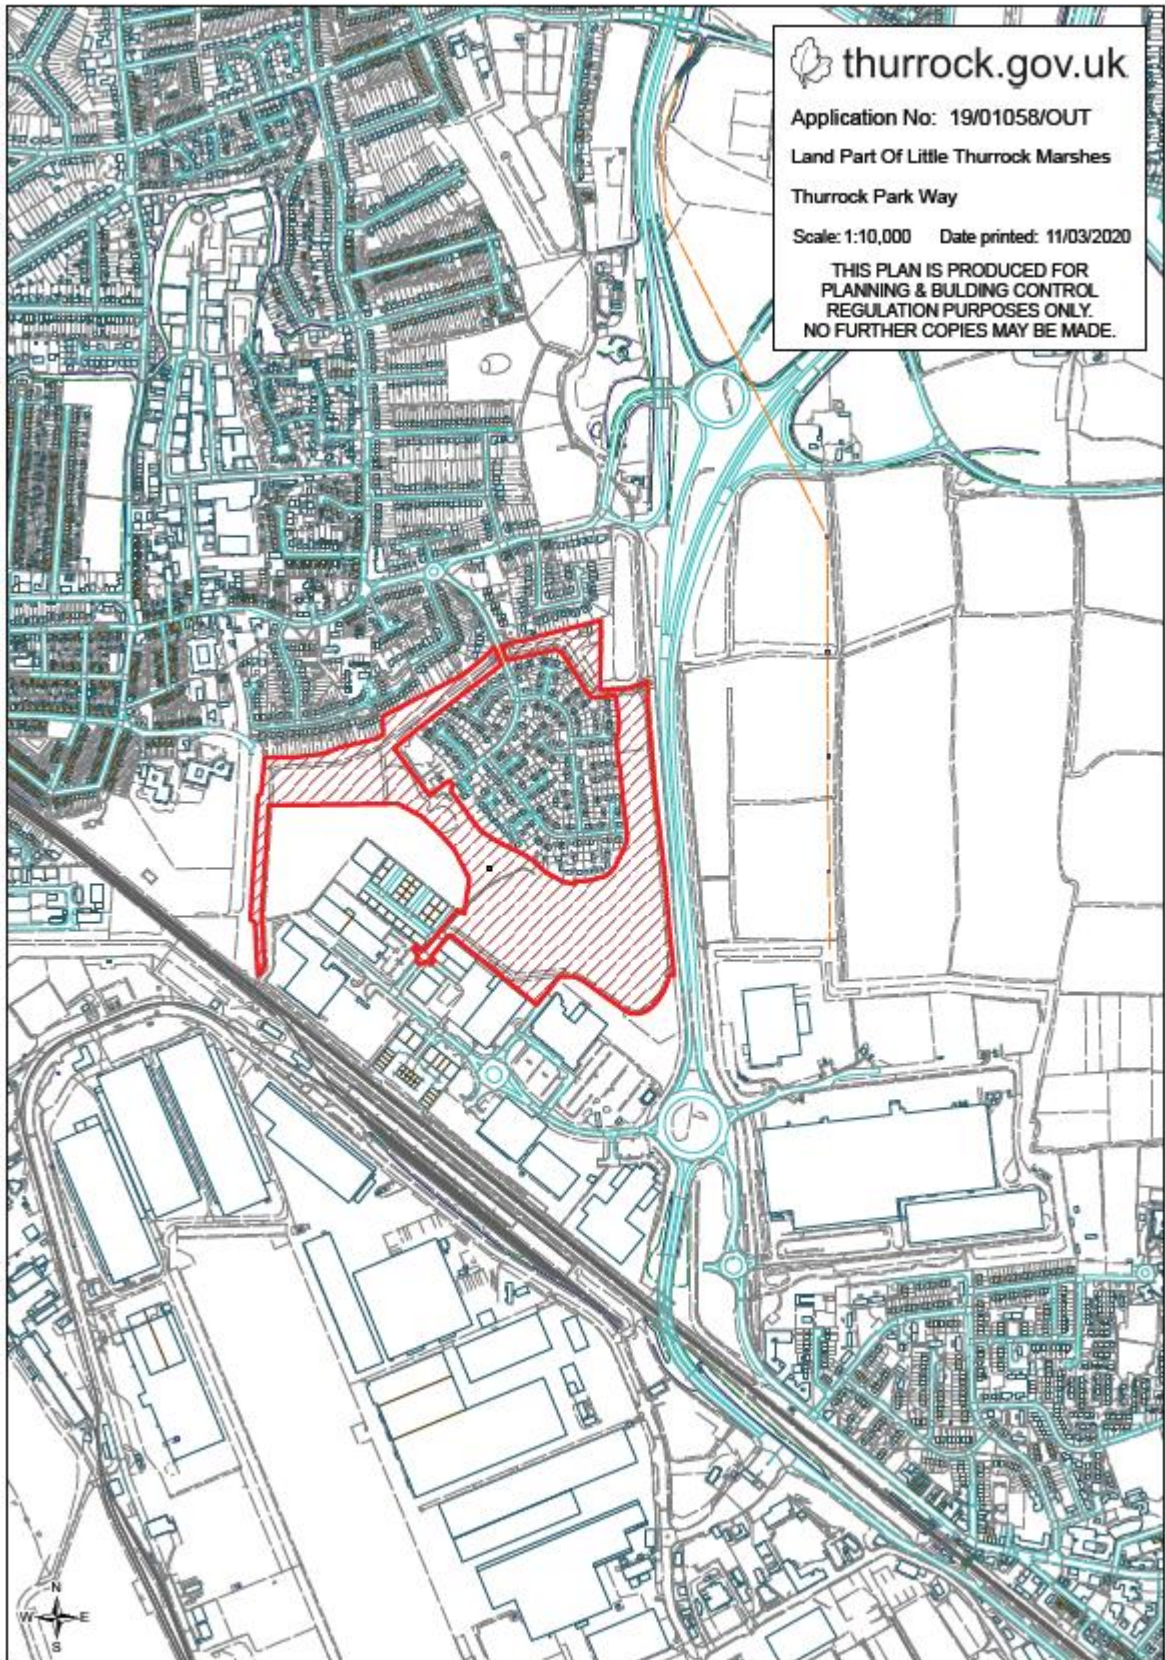 thurrock.gov.uk
Application No: 19/01058/OUT
Land Part Of Little Thurrock Marshes
Thurrock Park Way
Scale: 1:10,000 Date printed: 11/03/2020
THIS PLAN IS PRODUCED FOR
PLANNING & BULDING CONTROL
REGULATION PURPOSES ONLY.
NO FURTHER COPIES MAY BE MADE.
N
W E
S